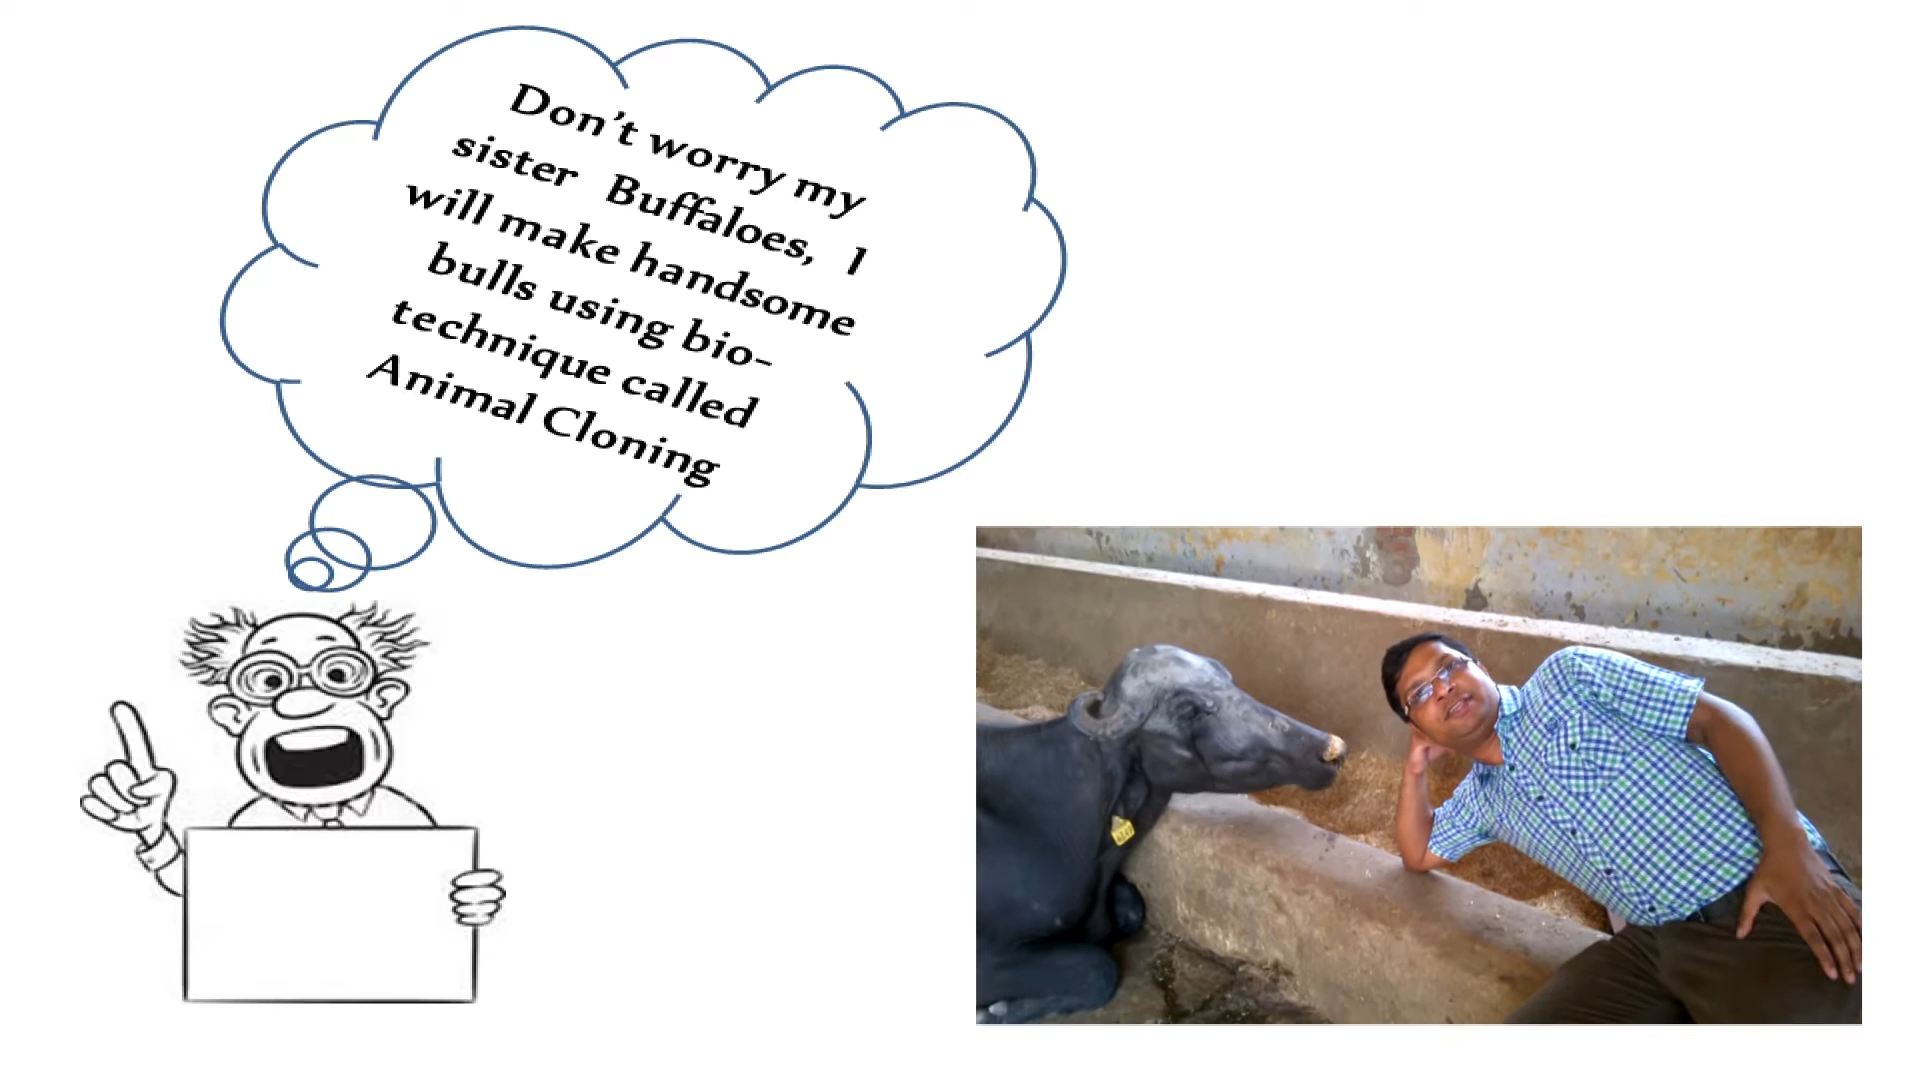 Don't worry my
sister Buffaloes, I
will make handsome
bulls using bio-
technique called
Animal Cloning